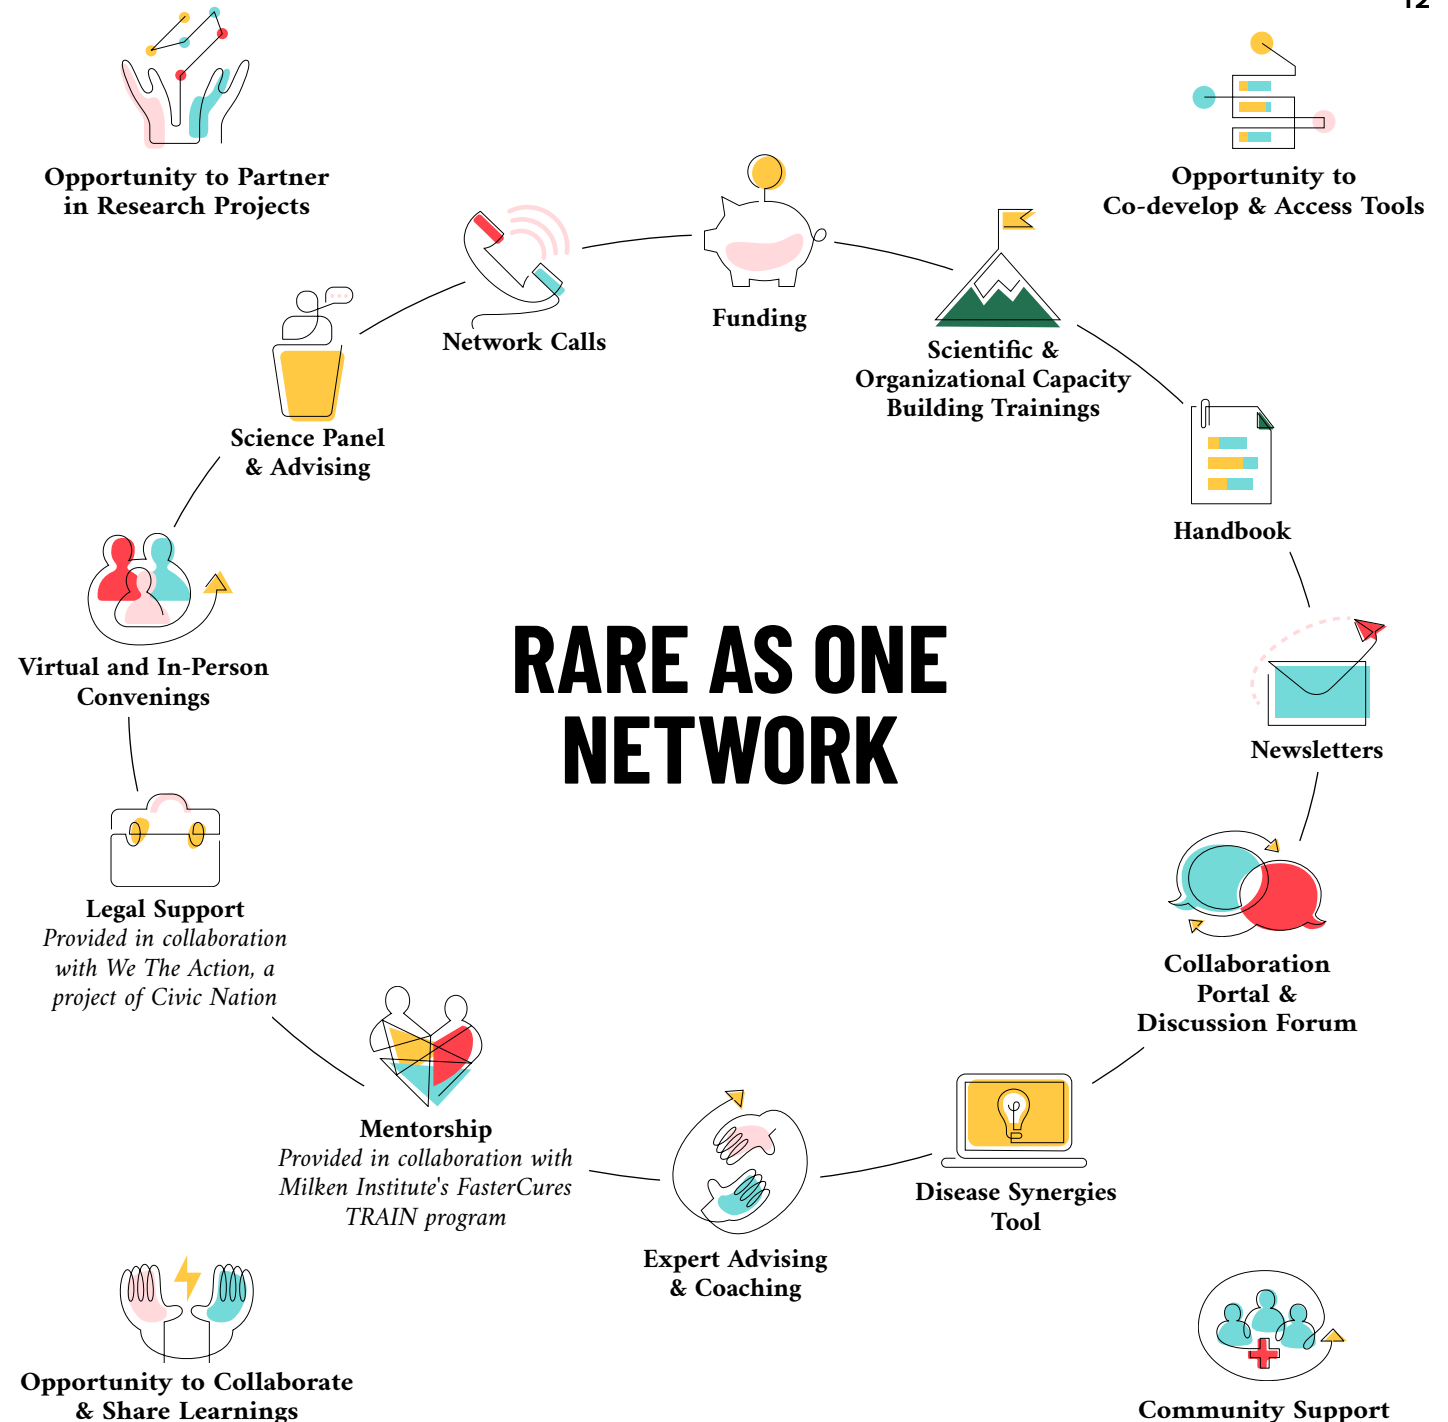 12
Opportunity to Partner
in Research Projects
Opportunity to
Co-develop & Access Tools
Network Calls
Funding
Scientific &
Organizational Capacity
Building Trainings
Science Panel
& Advising
Handbook
Virtual and In-Person
Convenings
RARE AS ONE
NETWORK
Newsletters
Legal Support
Provided in collaboration
with We The Action, a
project of Civic Nation
Collaboration
Portal &
Discussion Forum
Mentorship
Provided in collaboration with
Milken Institute's FasterCures
TRAIN program
Disease Synergies
Tool
Expert Advising
& Coaching
Opportunity to Collaborate
& Share Learnings
Community Support